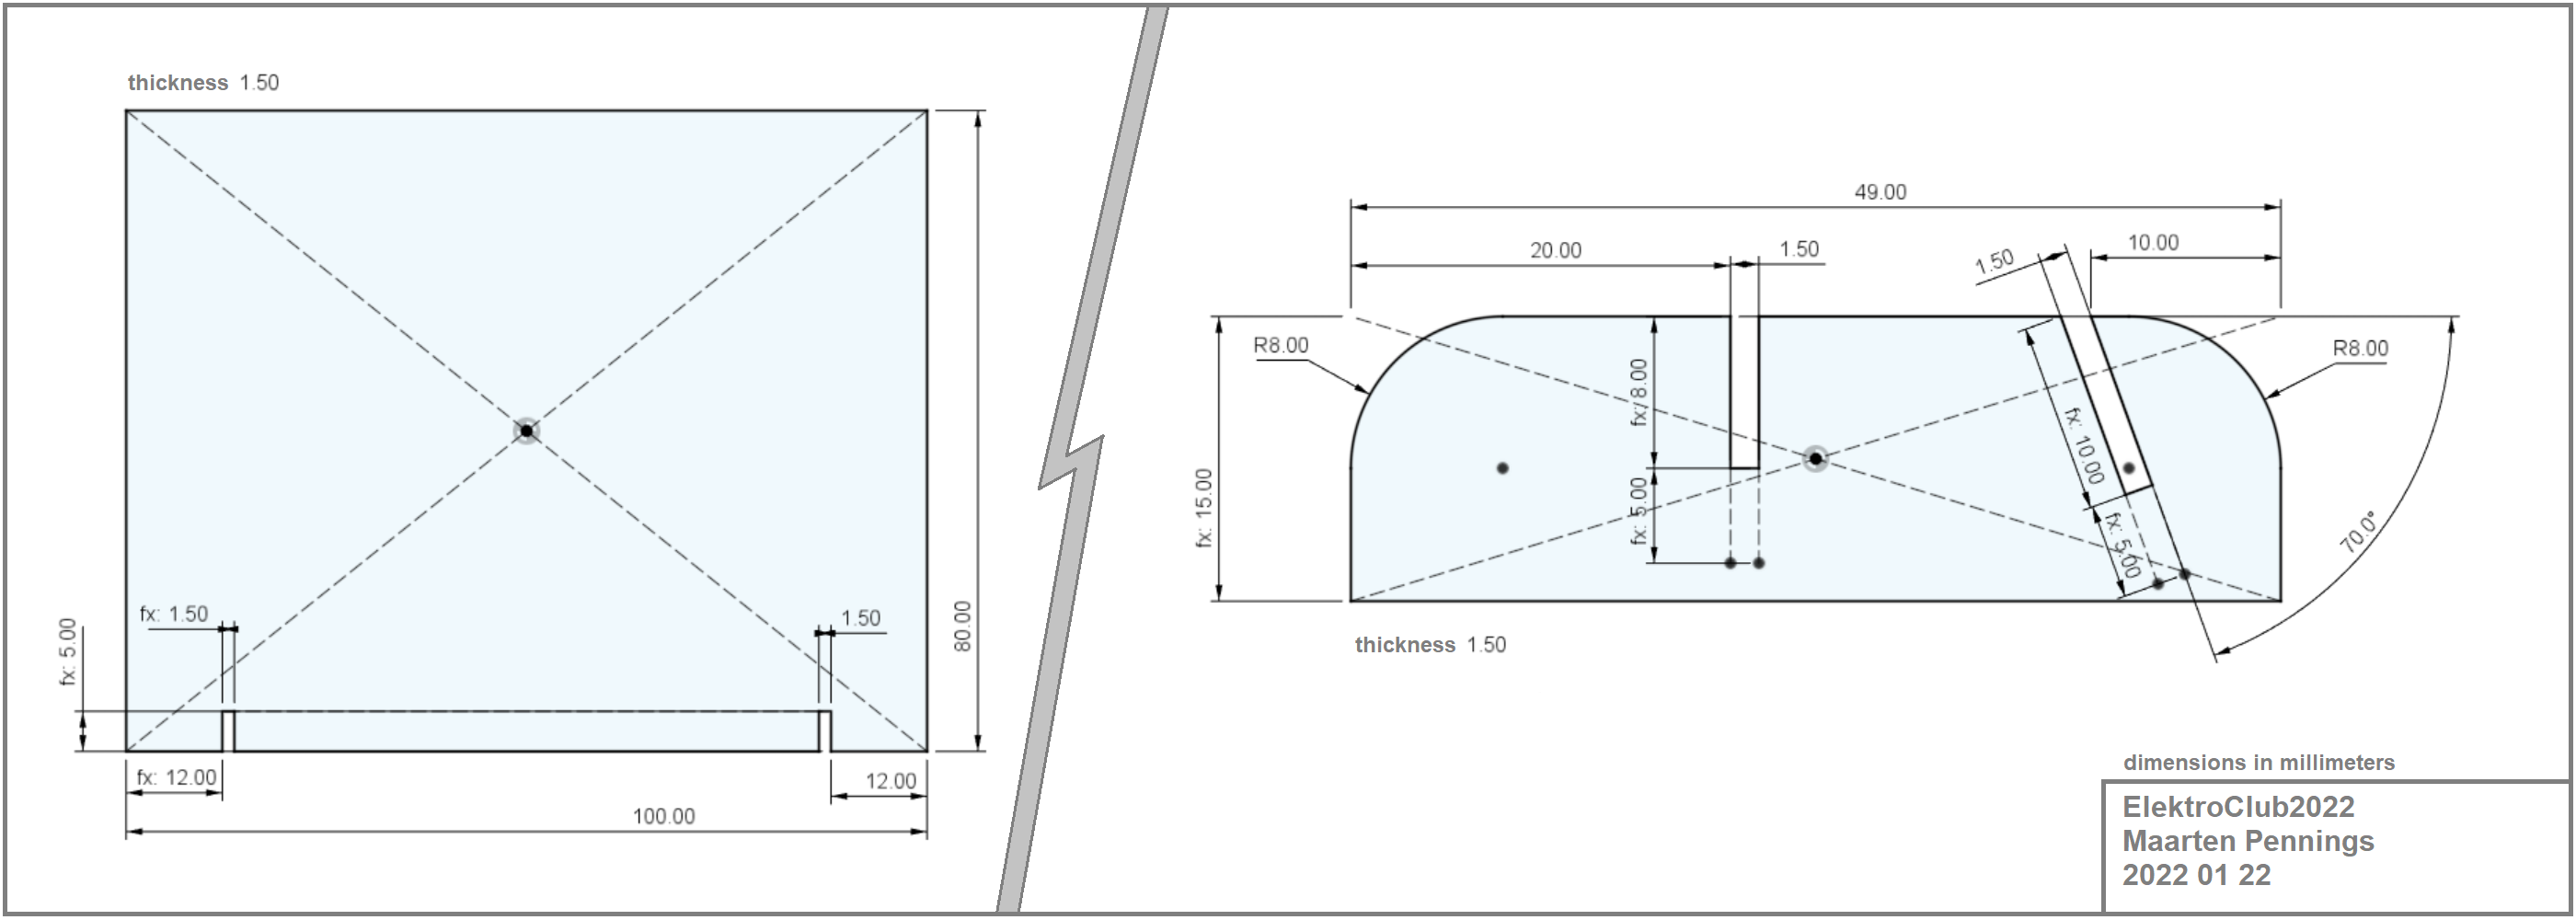 thickness 1.50
fx: 1.50
1.50
fx: 5.00
80.00
fx: 12.00
12.00
100.00
49.00
20.00
1.50
1.50
10.00
R8.00
R8.00
fx: 8.00
fx: 15.00
fx: 5.00
fx: 10.00
fx: 5.00
70.0°
thickness 1.50
dimensions in millimeters
ElektroClub2022
Maarten Pennings
2022 01 22